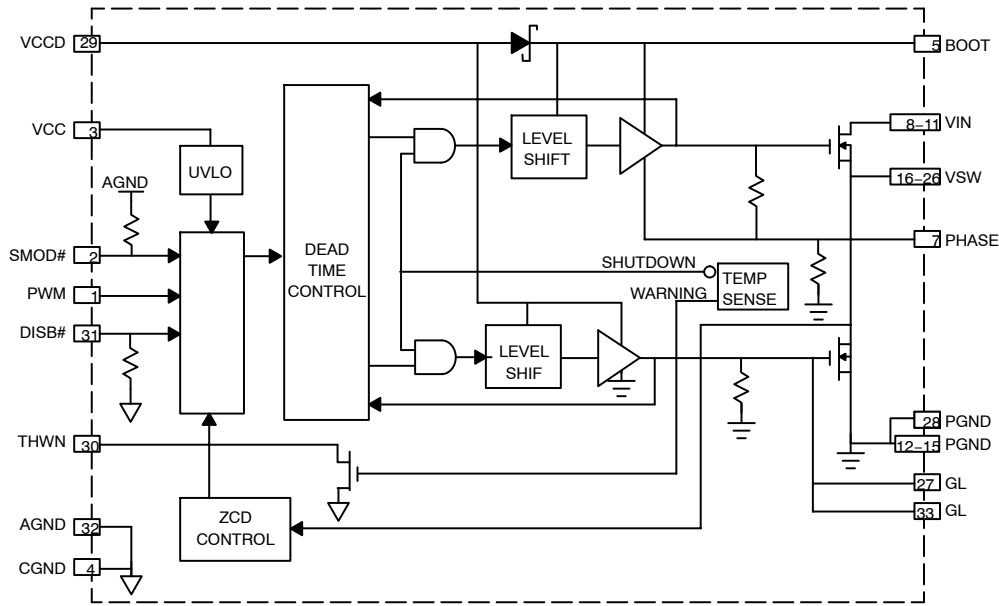 VCCD 29
5 BOOT
VCC 3
8–11 VIN
UVLO
LEVEL
SHIFT
AGND
16–26 VSW
SMOD# 2
DEAD
TIME
CONTROL
7 PHASE
SHUTDOWN
TEMP
SENSE
WARNING
PWM 1
DISB# 31
LEVEL
SHIF
28 PGND
THWN 30
12–15 PGND
27 GL
ZCD
CONTROL
33 GL
AGND 32
CGND 4